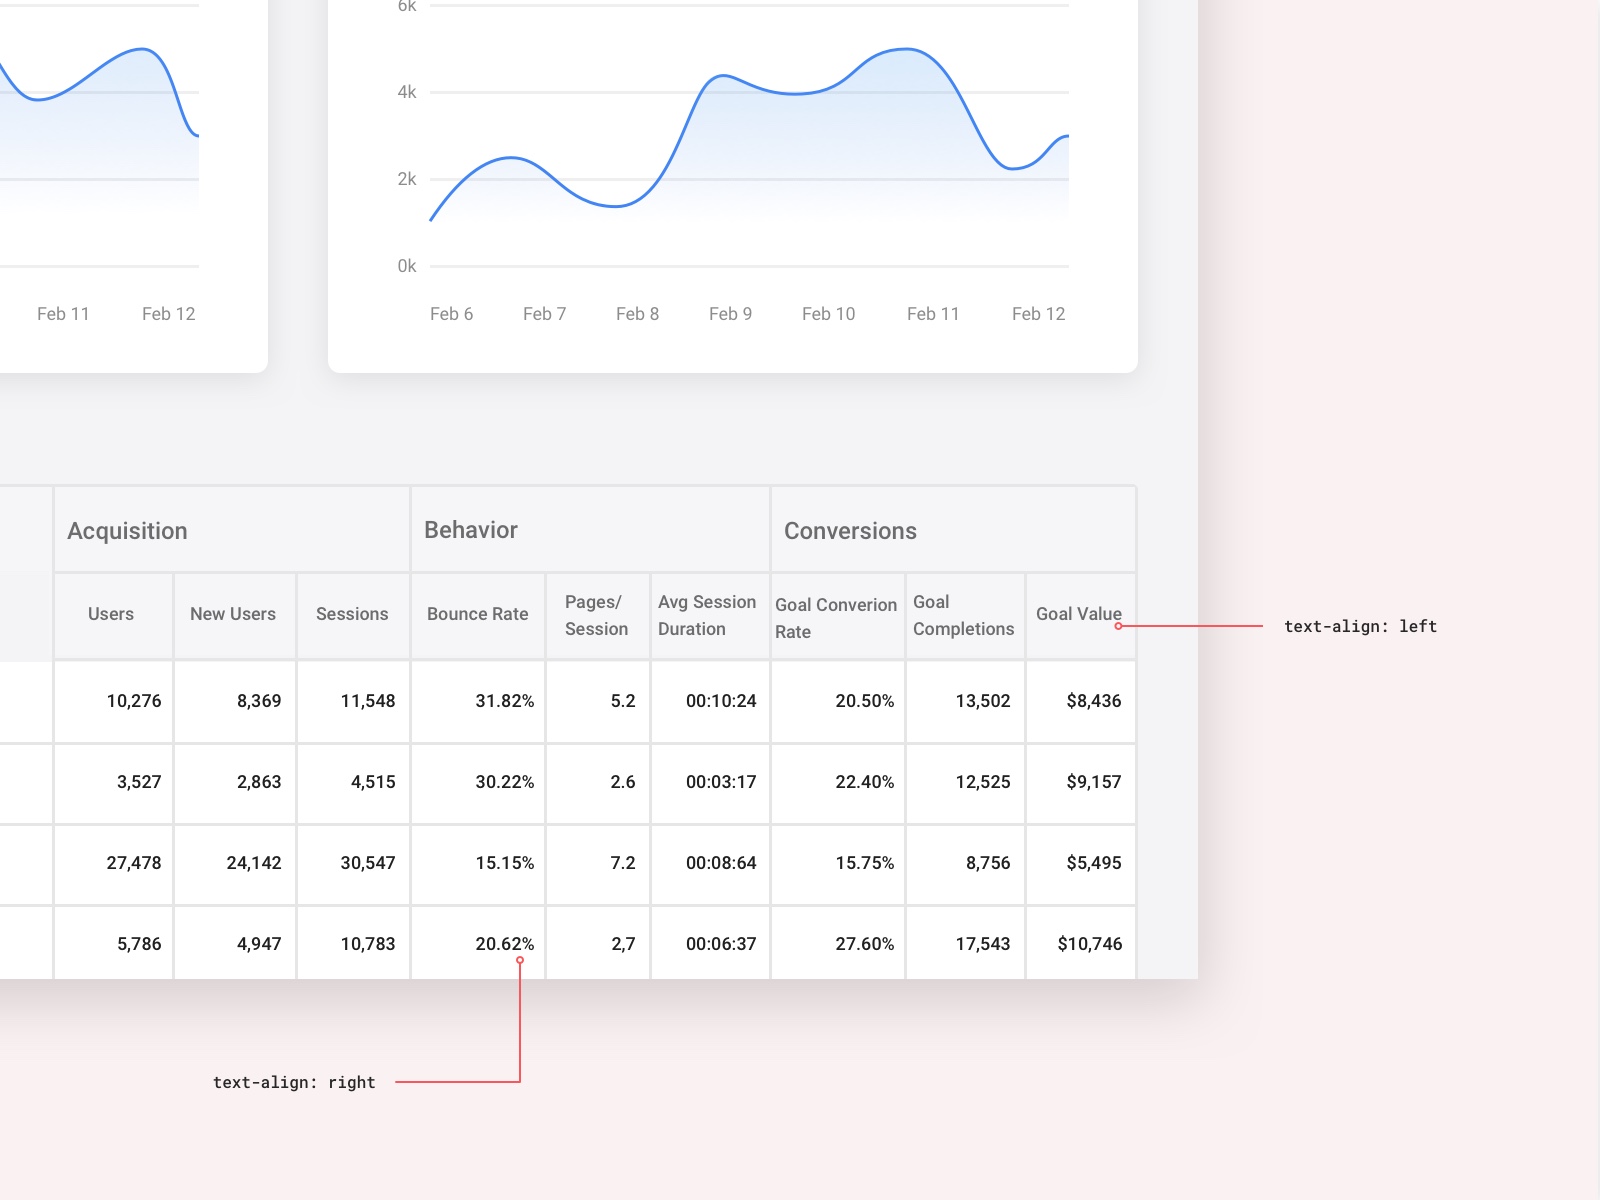 6k
4k
2k
0k
Feb 11 Feb 12
Feb 6 Feb 7 Feb 8 Feb 9 Feb 10 Feb 11 Feb 12
Acquisition Behavior Conversions
Users New Users Sessions Bounce Rate Pages/ Session Avg Session Duration Goal Converion Rate Goal Completions Goal Value
text-align: left
10,276 8,369 11,548 31.82% 5.2 00:10:24 20.50% 13,502 $8,436
3,527 2,863 4,515 30.22% 2.6 00:03:17 22.40% 12,525 $9,157
27,478 24,142 30,547 15.15% 7.2 00:08:64 15.75% 8,756 $5,495
5,786 4,947 10,783 20.62% 2,7 00:06:37 27.60% 17,543 $10,746
text-align: right